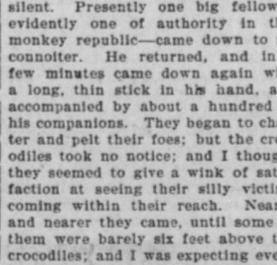 silent. Presently one big fellow
evidently one of authority in t
monkey republic—came down to
connoiter. He returned, and in
few minutes came down again w
a long, thin stick in his hand, a
accompanied by about a hundred
his companions. They began to cha
ter and pelt their foes; but the cro
odiles took no notice; and I thoug
they seemed to give a wink of sat
faction at seeing their silly victi
coming within their reach. Near
and nearer they came, until some
them were barely six feet above t
crocodiles; and I was expecting eve